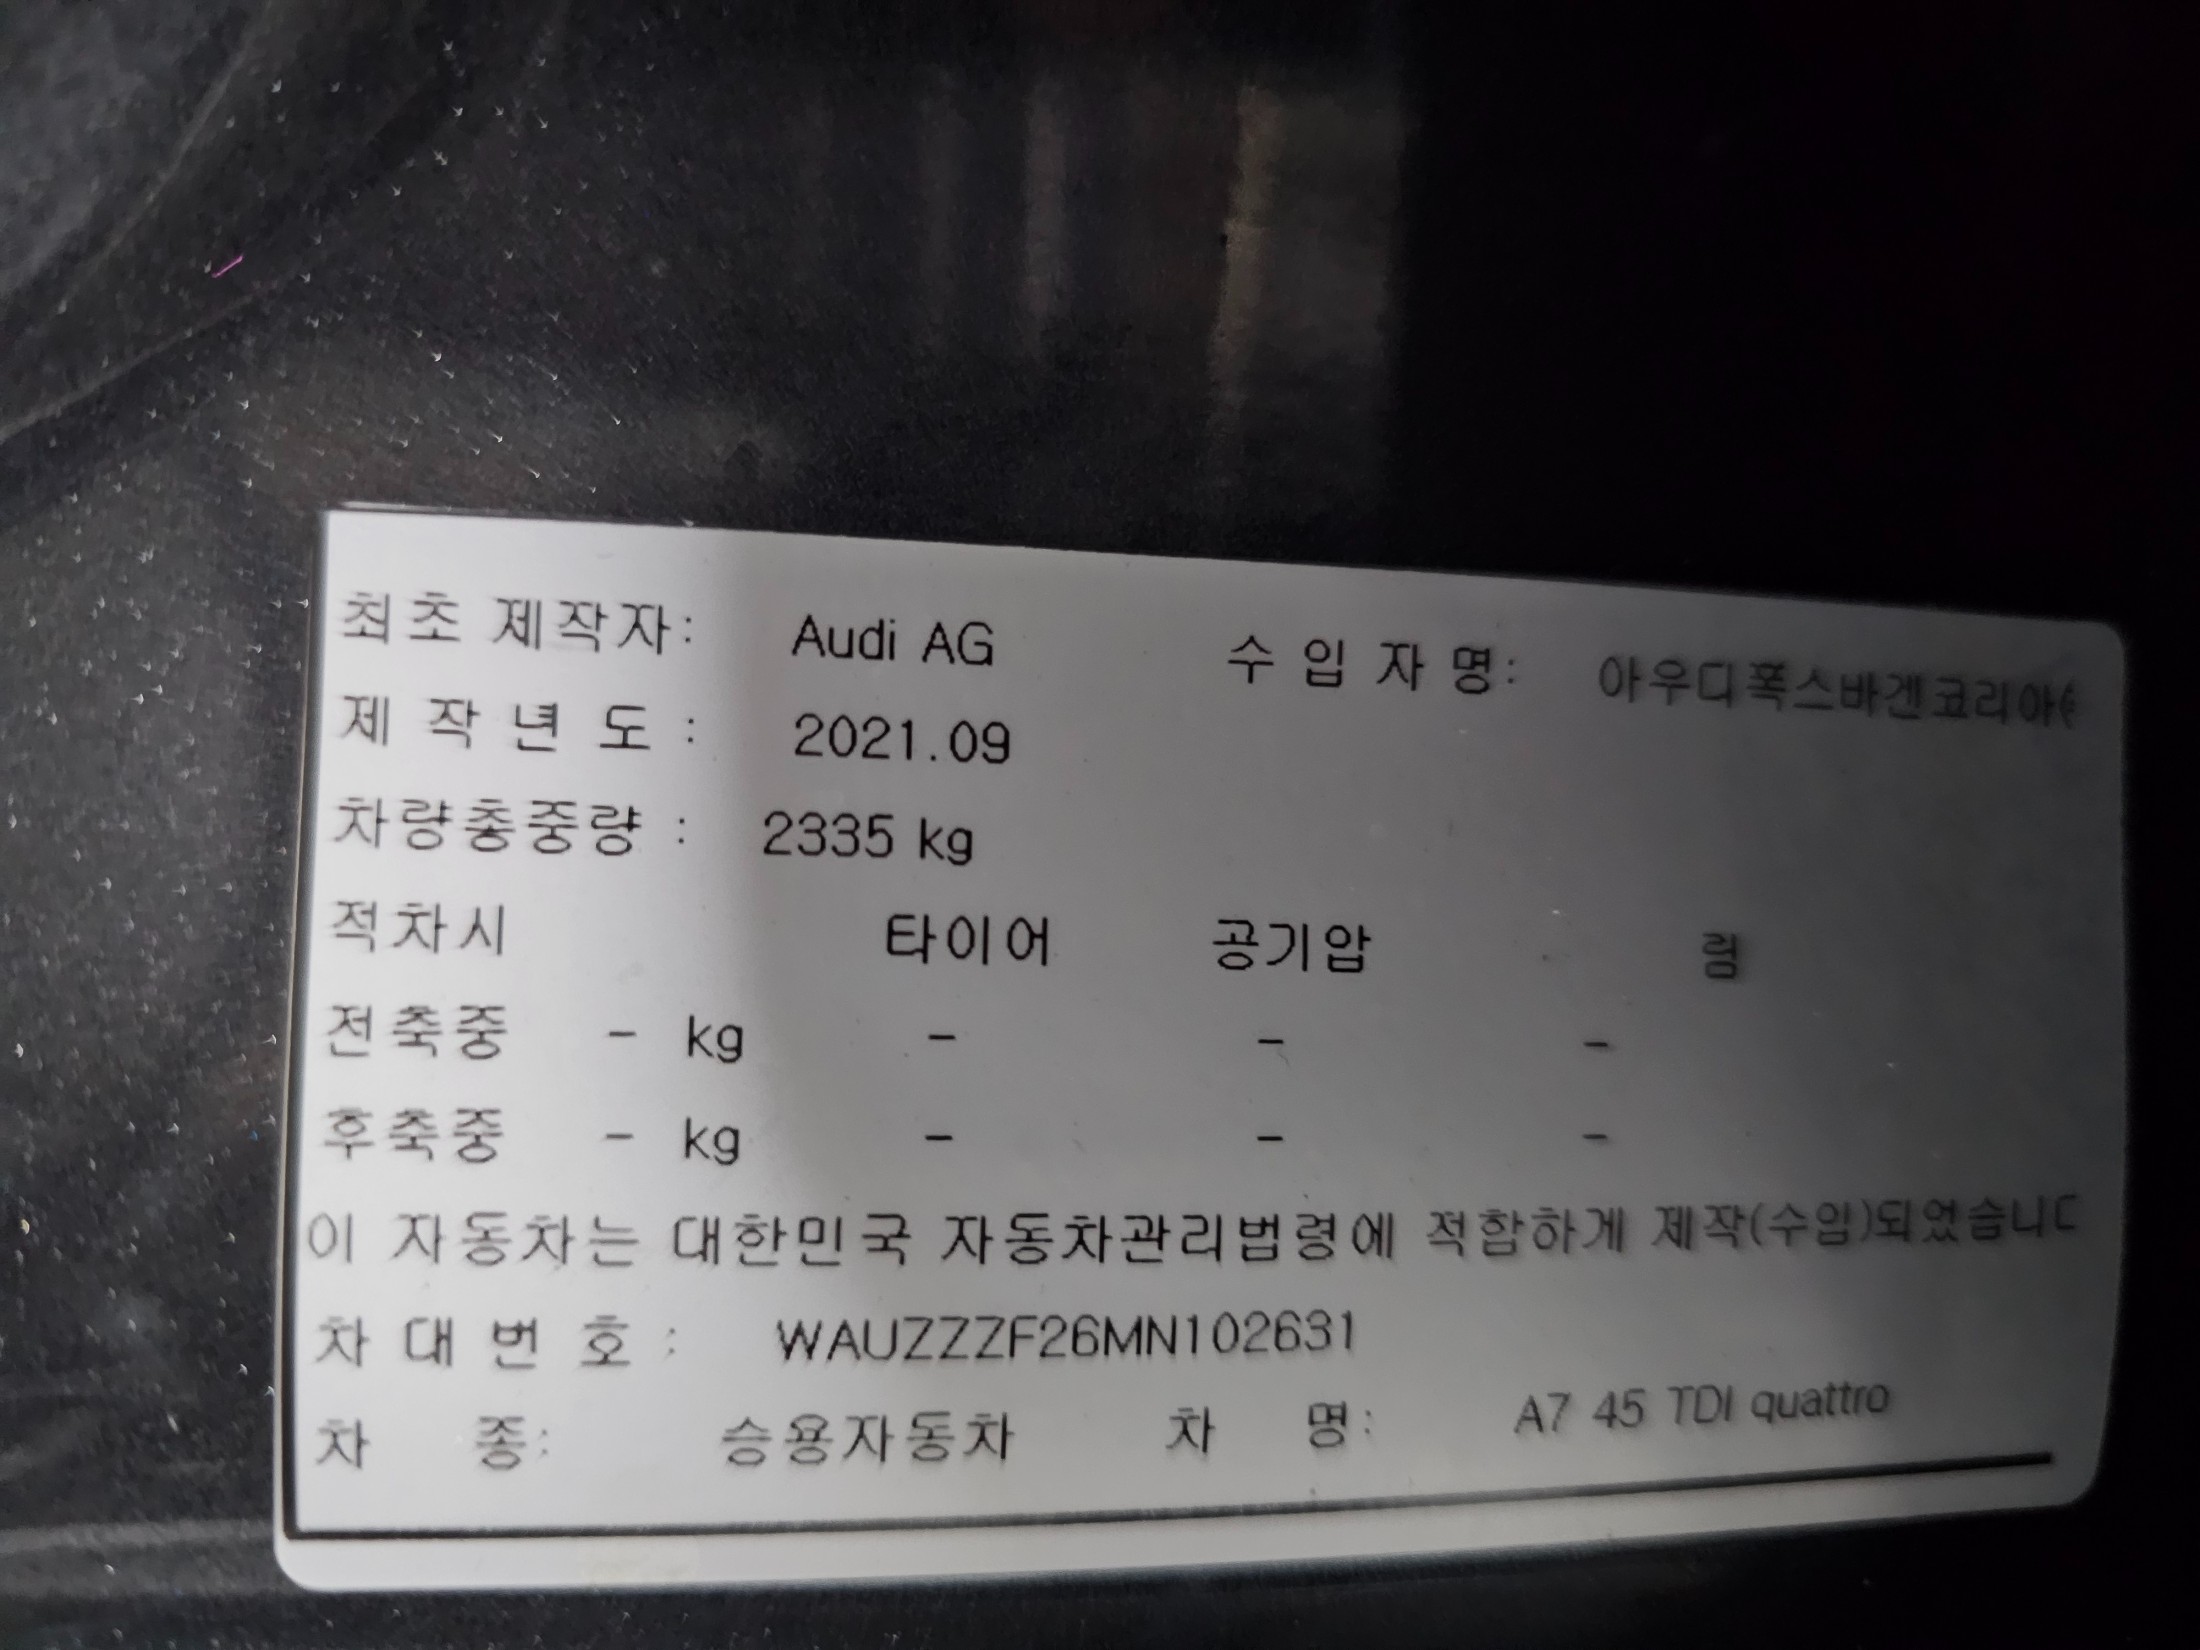 최초 제작자: Audi AG 수 입 자 명: 아우디폭스바겐코리아(
제 작 년 도 : 2021.09
차량총중량 : 2335 kg
적차시 타이어 공기압 림
전축중 - kg - - -
후축중 - kg - - -
이 자동차는 대한민국 자동차관리법령에 적합하게 제작(수입)되었습니
차 대 번 호 : WAUZZZF26MN102631
차 종: 승용자동차 차 명: A7 45 TDI quattro